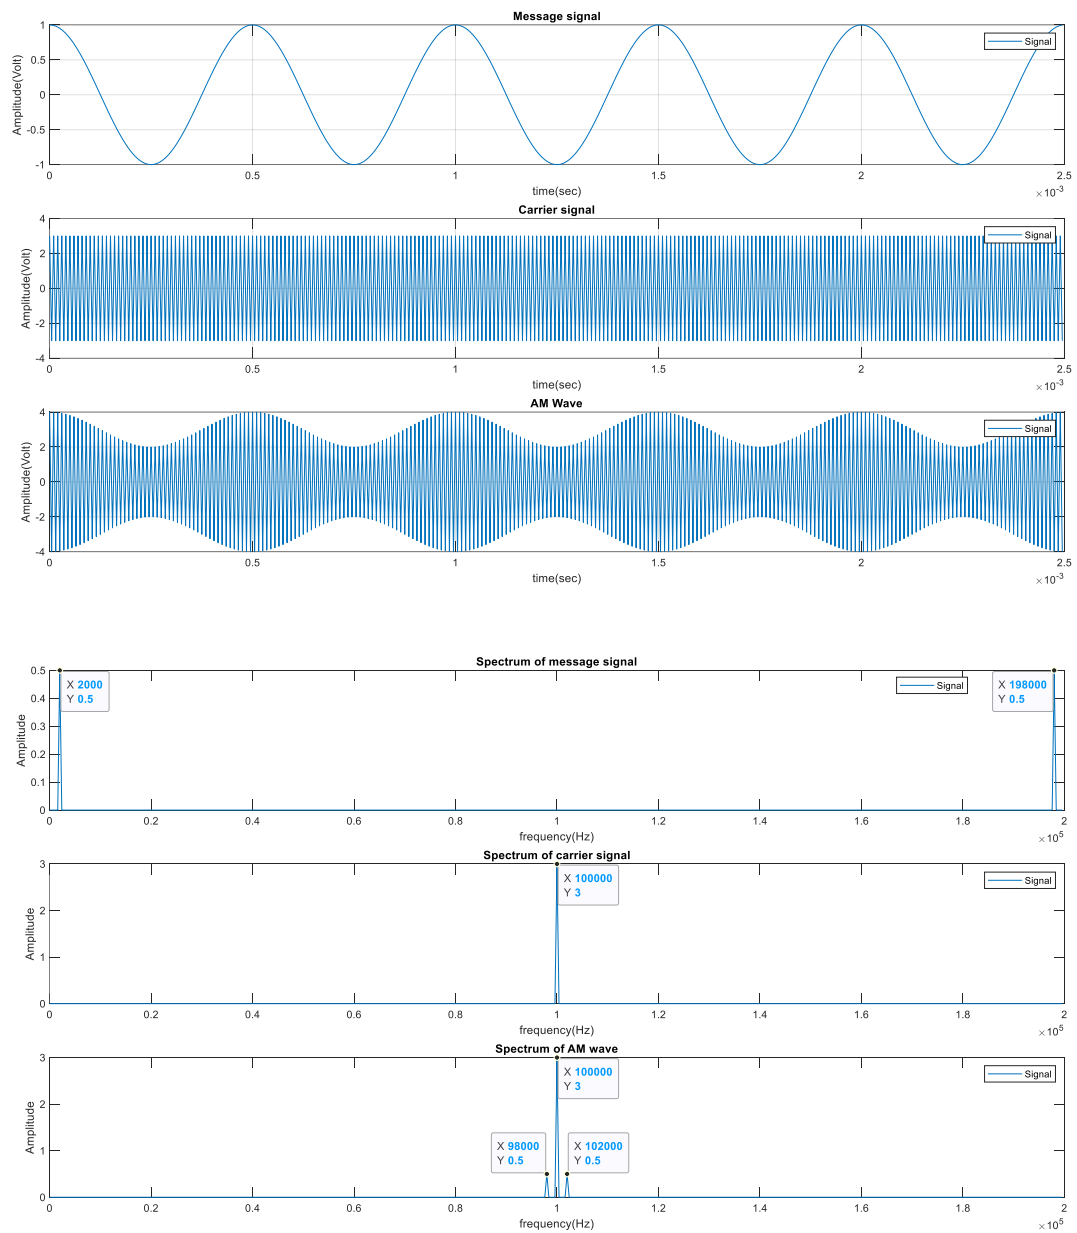 Message signal
Signal
Amplitude(Volt)
1
0.5
0
-0.5
-1
0 0.5 1 1.5 2 2.5
time(sec)
×10-3
Carrier signal
Signal
Amplitude(Volt)
4
2
0
-2
-4
0 0.5 1 1.5 2 2.5
time(sec)
×10-3
AM Wave
Signal
Amplitude(Volt)
4
2
0
-2
-4
0 0.5 1 1.5 2 2.5
time(sec)
×10-3
Spectrum of message signal
X 2000
Y 0.5
Signal
X 198000
Y 0.5
Amplitude
0.5
0.4
0.3
0.2
0.1
0
0 0.2 0.4 0.6 0.8 1 1.2 1.4 1.6 1.8 2
frequency(Hz)
×105
Spectrum of carrier signal
X 100000
Y 3
Signal
Amplitude
3
2
1
0
0 0.2 0.4 0.6 0.8 1 1.2 1.4 1.6 1.8 2
frequency(Hz)
×105
Spectrum of AM wave
X 100000
Y 3
Signal
X 98000
Y 0.5
X 102000
Y 0.5
Amplitude
3
2
1
0
0 0.2 0.4 0.6 0.8 1 1.2 1.4 1.6 1.8 2
frequency(Hz)
×105